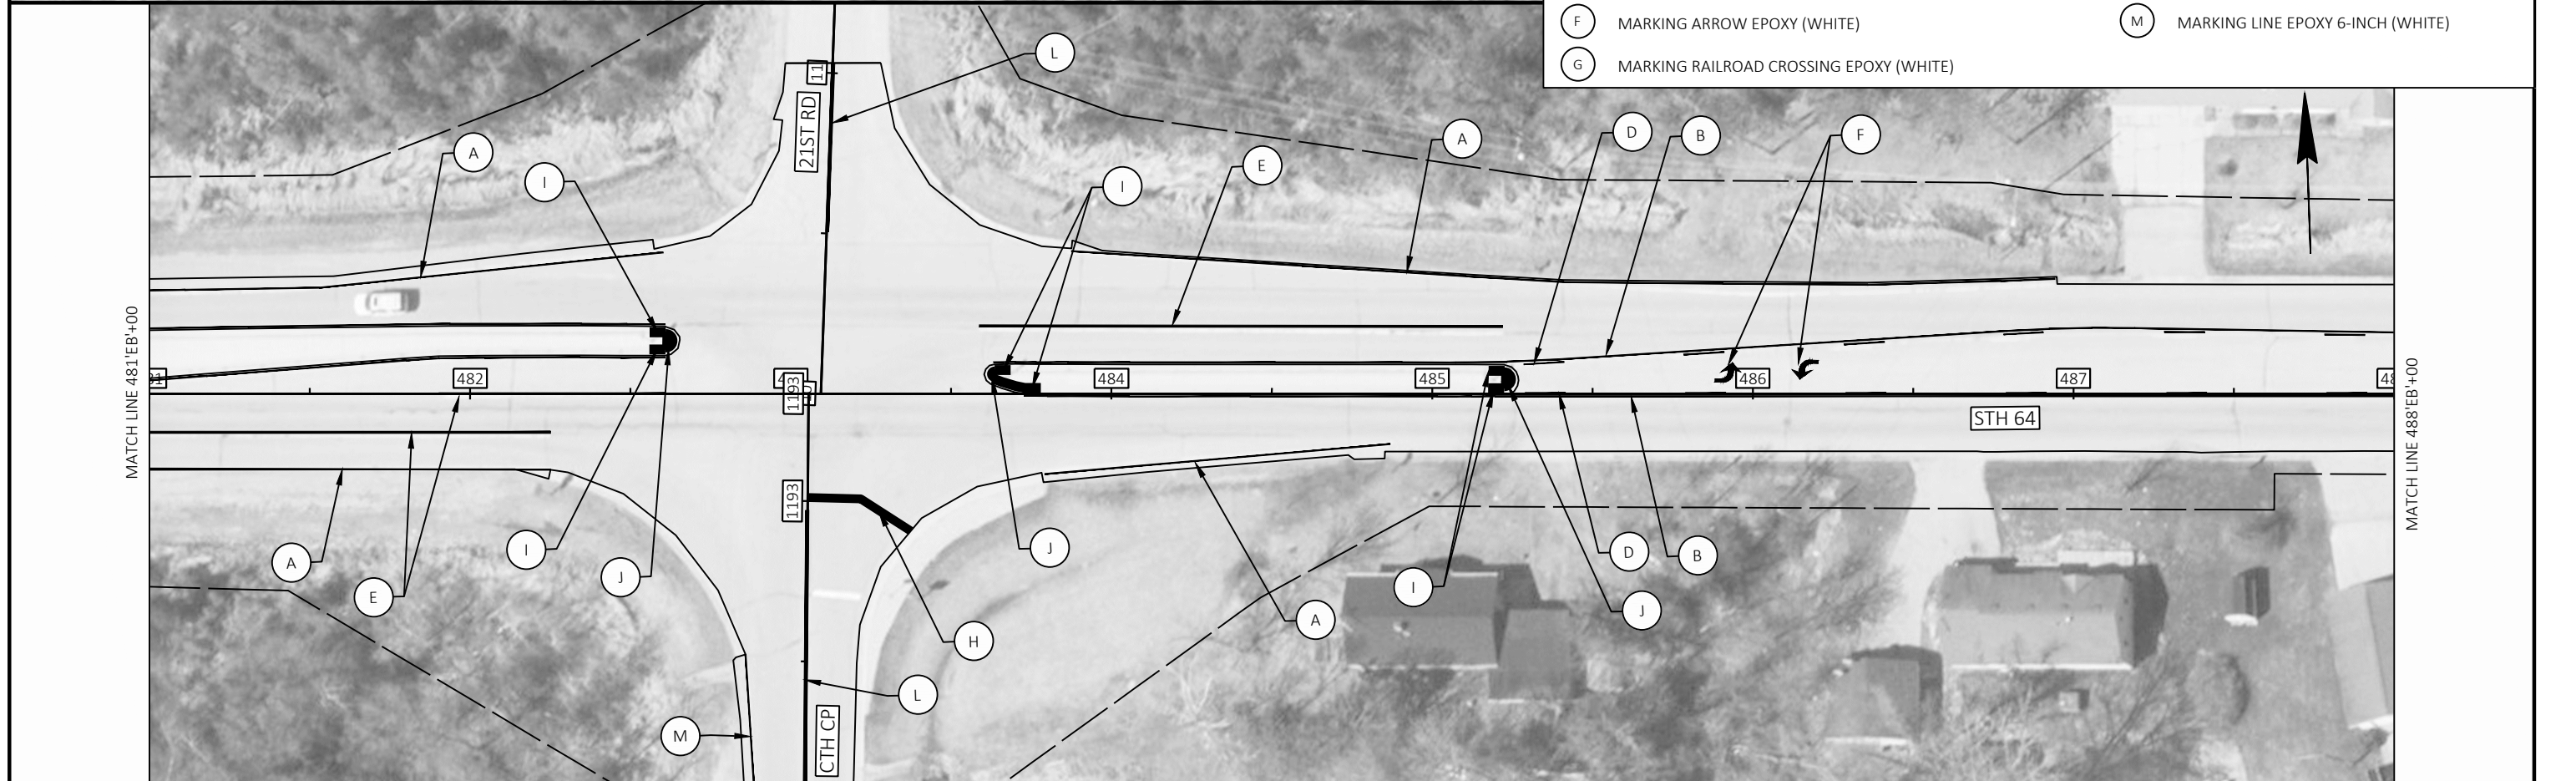 F MARKING ARROW EPOXY (WHITE)
M MARKING LINE EPOXY 6-INCH (WHITE)
G MARKING RAILROAD CROSSING EPOXY (WHITE)
L
11
21ST RD
A
I
I
E
A
D
B
F
MATCH LINE 481'EB'+00
482
1193
484
485
486
487
STH 64
MATCH LINE 488'EB'+00
1193
A
E
I
J
J
I
D
B
J
A
H
L
M
CTH CP